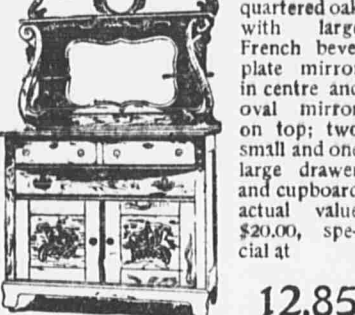 quartered oak
with large
French bevel
plate mirror
in centre and
oval mirror
on top; two
small and one
large drawer
and cupboard
actual value
$20.00, spe-
cial at
12.85